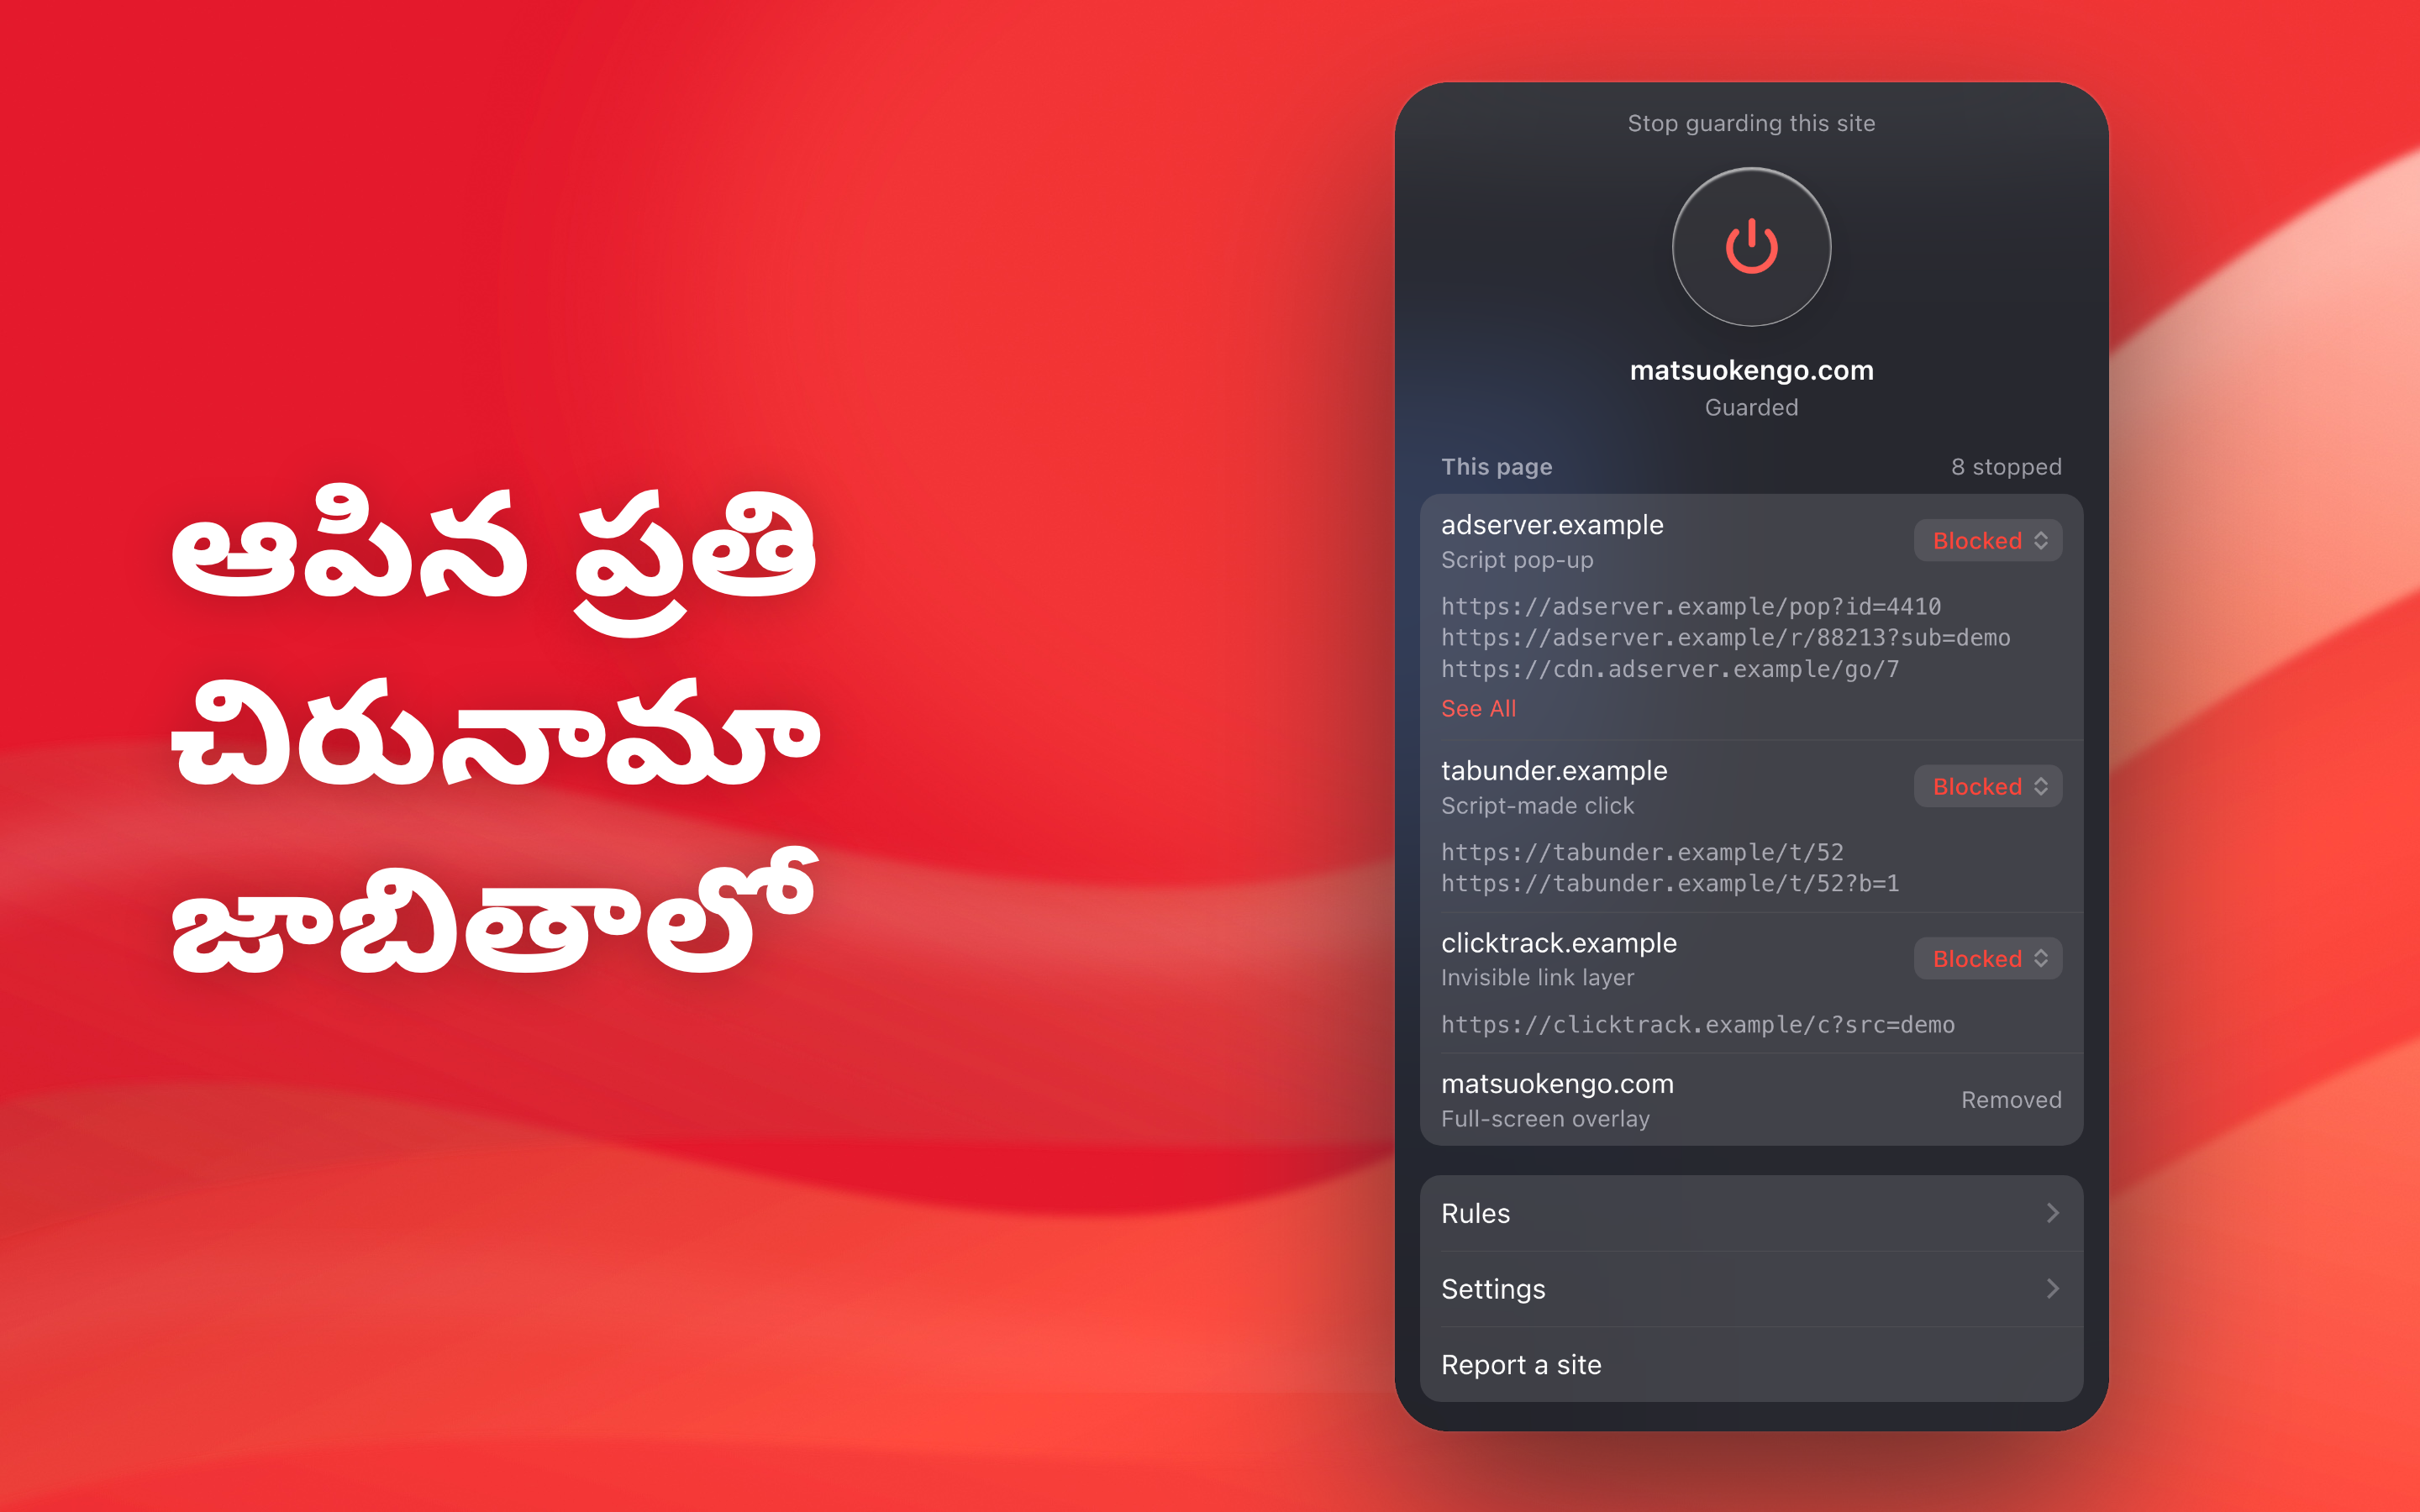 ఆపిన ప్రతి
చిరునామా
జాబితాలో
Stop guarding this site
matsuokengo.com
Guarded
This page
8 stopped
adserver.example
Script pop-up
Blocked
https://adserver.example/pop?id=4410
https://adserver.example/r/88213?sub=demo
https://cdn.adserver.example/go/7
See All
tabunder.example
Script-made click
Blocked
https://tabunder.example/t/52
https://tabunder.example/t/52?b=1
clicktrack.example
Invisible link layer
Blocked
https://clicktrack.example/c?src=demo
matsuokengo.com
Full-screen overlay
Removed
Rules
Settings
Report a site